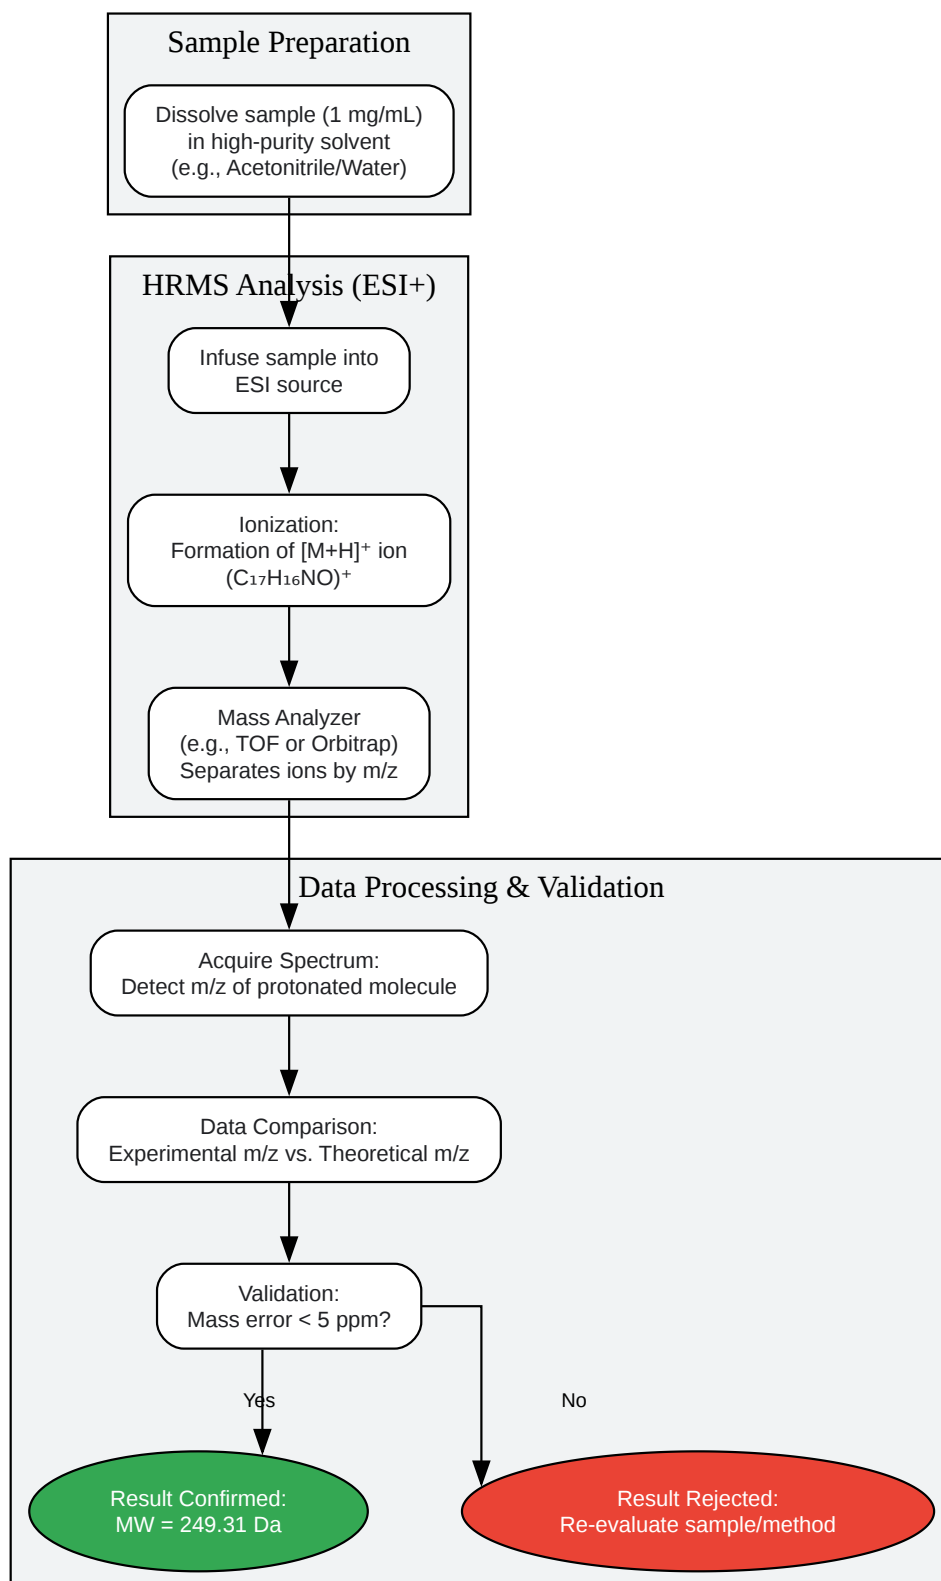 Sample Preparation
Dissolve sample (1 mg/mL)
in high-purity solvent
(e.g., Acetonitrile/Water)
HRMS Analysis (ESI+)
Infuse sample into
ESI source
Ionization:
Formation of [M+H]⁺ ion
(C₁₇H₁₆NO)⁺
Mass Analyzer
(e.g., TOF or Orbitrap)
Separates ions by m/z
Data Processing & Validation
Acquire Spectrum:
Detect m/z of protonated molecule
Data Comparison:
Experimental m/z vs. Theoretical m/z
Validation:
Mass error < 5 ppm?
Yes
No
Result Confirmed:
MW = 249.31 Da
Result Rejected:
Re-evaluate sample/method